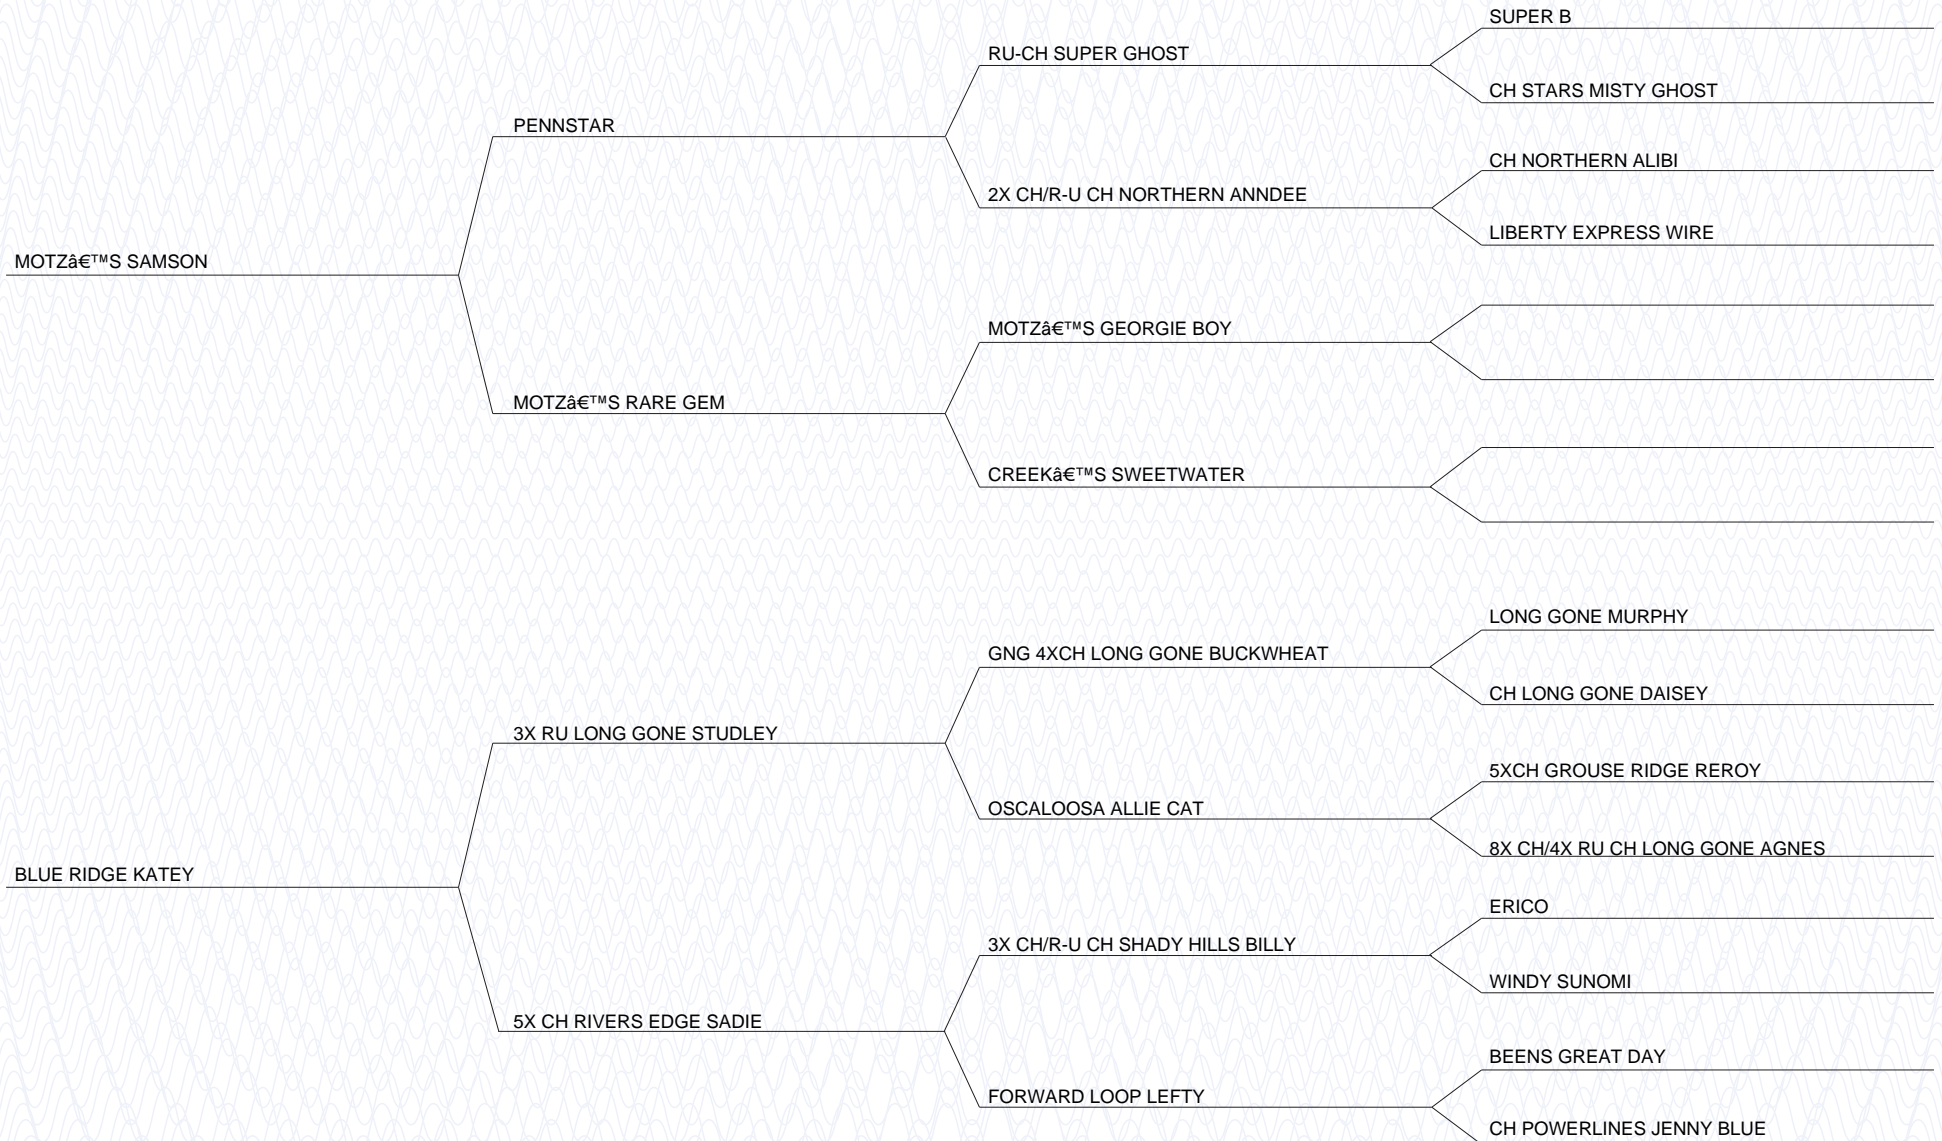 SUPER B
RU-CH SUPER GHOST
CH STARS MISTY GHOST
PENNSTAR
CH NORTHERN ALIBI
2X CH/R-U CH NORTHERN ANNDEE
LIBERTY EXPRESS WIRE
MOTZâ€™S SAMSON
MOTZâ€™S GEORGIE BOY
MOTZâ€™S RARE GEM
CREEKâ€™S SWEETWATER
LONG GONE MURPHY
GNG 4XCH LONG GONE BUCKWHEAT
CH LONG GONE DAISEY
3X RU LONG GONE STUDLEY
5XCH GROUSE RIDGE REROY
OSCALOOSA ALLIE CAT
8X CH/4X RU CH LONG GONE AGNES
BLUE RIDGE KATEY
ERICO
3X CH/R-U CH SHADY HILLS BILLY
WINDY SUNOMI
5X CH RIVERS EDGE SADIE
BEENS GREAT DAY
FORWARD LOOP LEFTY
CH POWERLINES JENNY BLUE